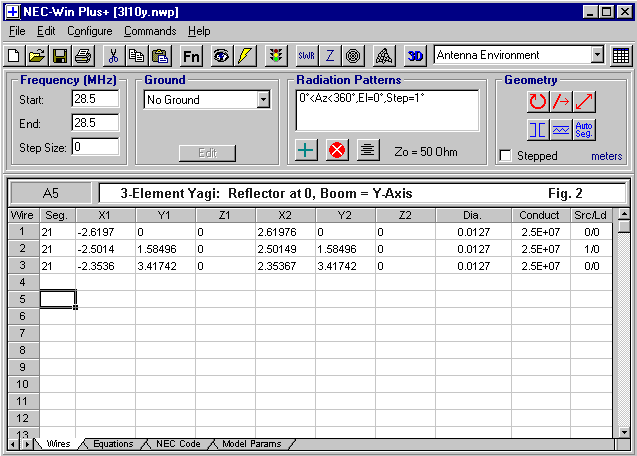 NEC-Win Plus+ [3l10y.nwp]
File Edit Configure Commands Help
Fn SWR Z 3D Antenna Environment
Frequency (MHz)
Start: 28.5
End: 28.5
Step Size: 0
Ground
No Ground
Edit
Radiation Patterns
0°<Az<360°,El=0°,Step=1°
Zo = 50 Ohm
Geometry
Auto Seg.
Stepped meters
A5 3-Element Yagi: Reflector at 0, Boom = Y-Axis Fig. 2
Wire Seg. X1 Y1 Z1 X2 Y2 Z2 Dia. Conduct Src/Ld
1 21 -2.6197 0 0 2.61976 0 0 0.0127 2.5E+07 0/0
2 21 -2.5014 1.58496 0 2.50149 1.58496 0 0.0127 2.5E+07 1/0
3 21 -2.3536 3.41742 0 2.35367 3.41742 0 0.0127 2.5E+07 0/0
4
5
6
7
8
9
10
11
12
13
Wires Equations NEC Code Model Params